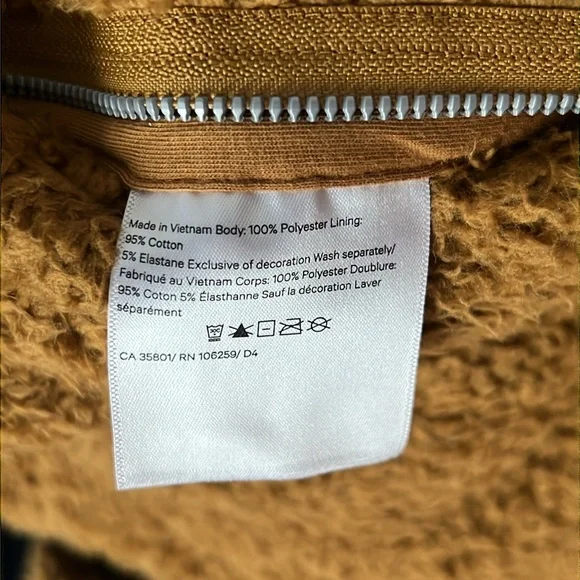 Made in Vietnam Body: 100% Polyester Lining:
95% Cotton
5% Elastane Exclusive of decoration Wash separately/
Fabriqué au Vietnam Corps: 100% Polyester Doublure:
95% Coton 5% Élasthanne Sauf la décoration Laver
séparément
CA 35801/ RN 106259/ D4